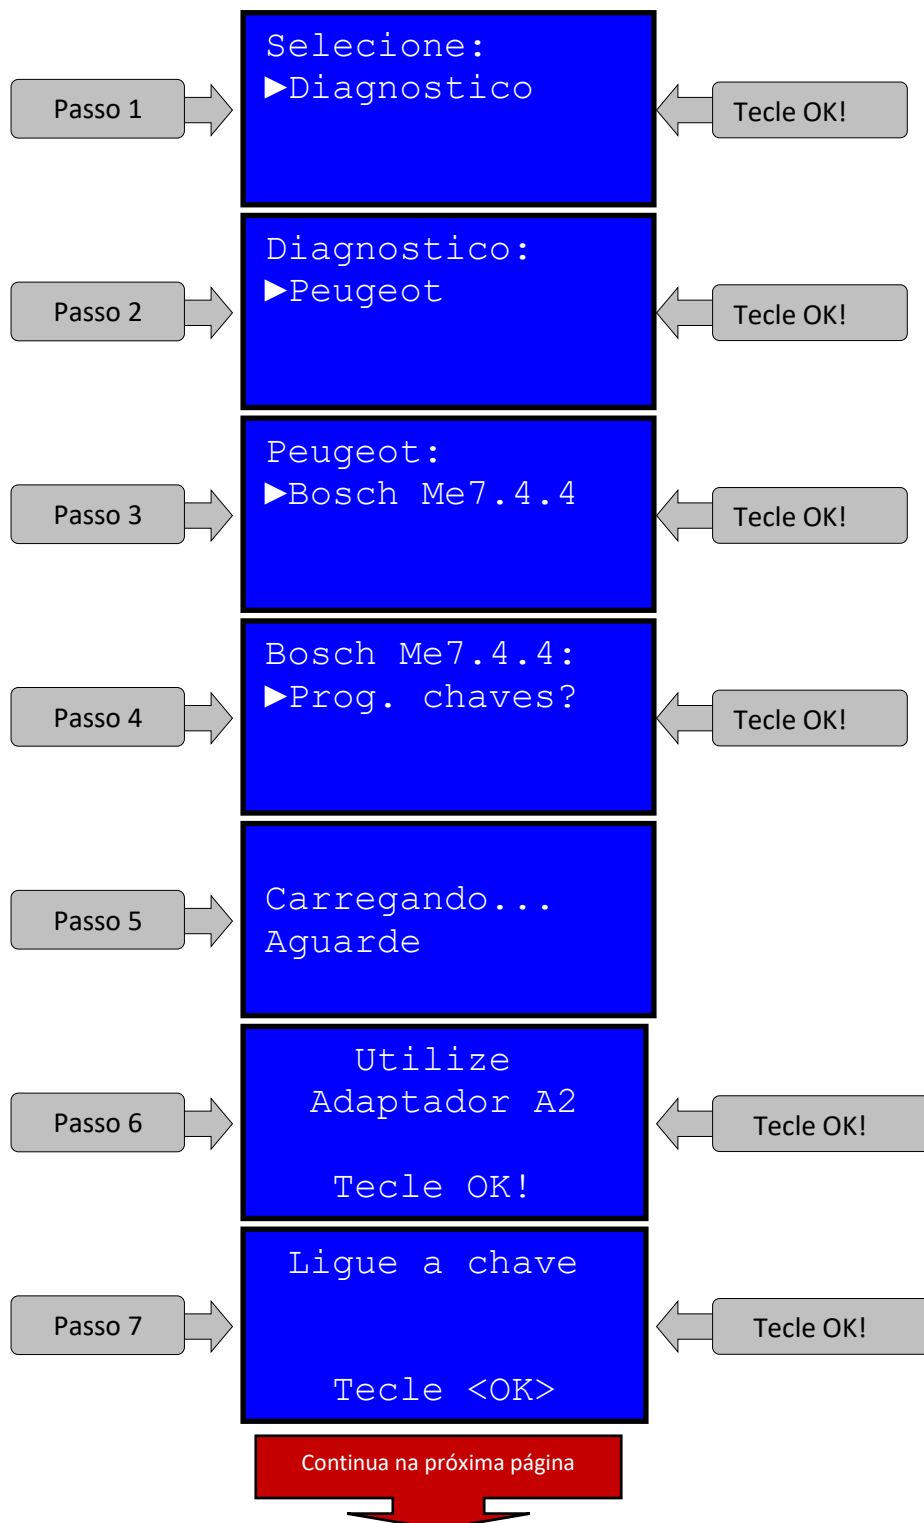 Passo 1
Selecione:
►Diagnostico
Tecle OK!
Passo 2
Diagnostico:
►Peugeot
Tecle OK!
Passo 3
Peugeot:
►Bosch Me7.4.4
Tecle OK!
Passo 4
Bosch Me7.4.4:
►Prog. chaves?
Tecle OK!
Passo 5
Carregando...
Aguarde
Passo 6
Utilize
Adaptador A2
Tecle OK!
Tecle OK!
Passo 7
Ligue a chave
Tecle <OK>
Tecle OK!
Continua na próxima página